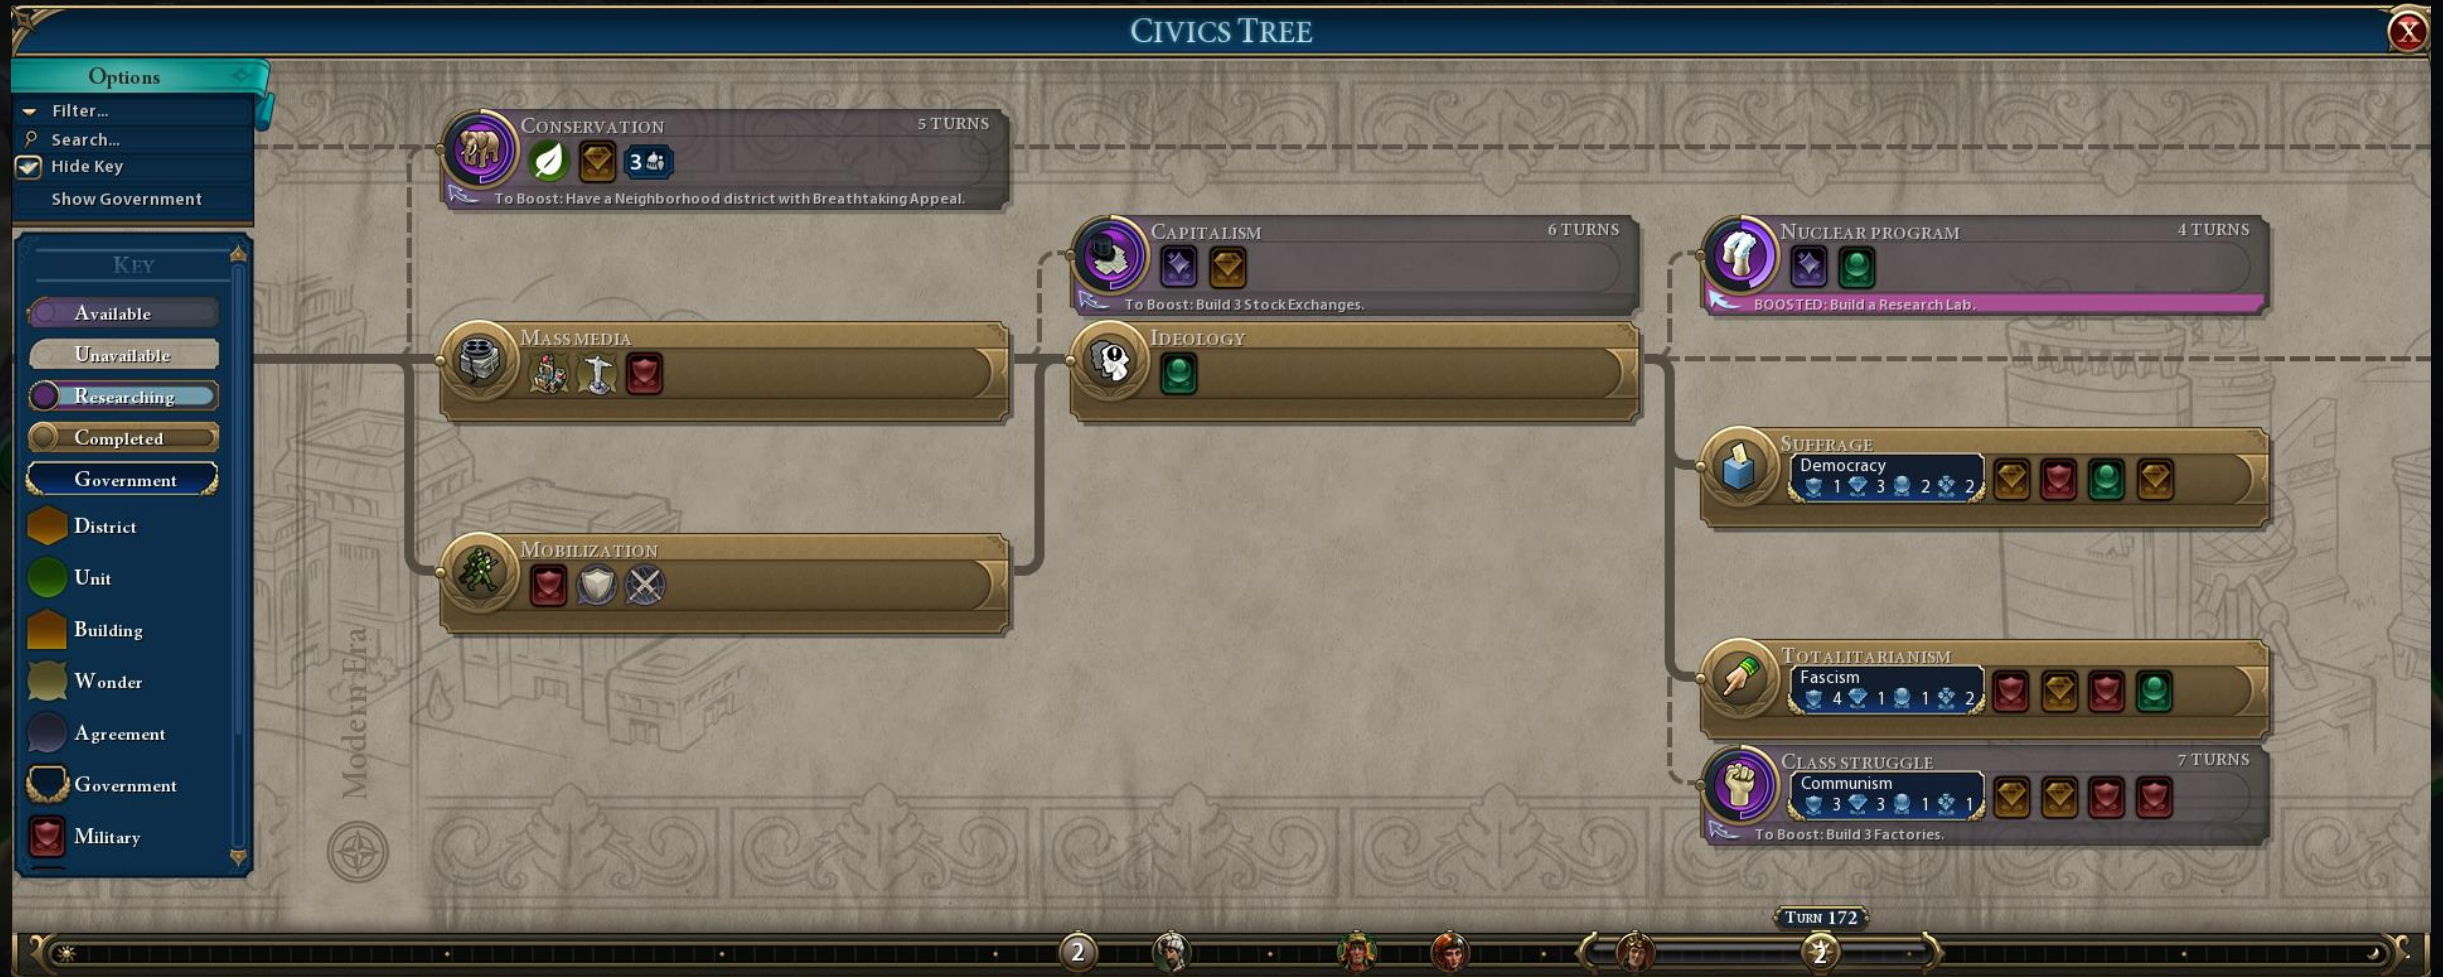 CIVICS TREE
X
Options
Filter...
Search...
Hide Key
Show Government
KEY
Available
Unavailable
Researching
Completed
Government
District
Unit
Building
Wonder
Agreement
Government
Military
Modern Era
CONSERVATION
5 TURNS
3
To Boost: Have a Neighborhood district with Breathtaking Appeal.
MASS MEDIA
MOBILIZATION
CAPITALISM
6 TURNS
To Boost: Build 3 Stock Exchanges.
IDEOLOGY
NUCLEAR PROGRAM
4 TURNS
BOOSTED: Build a Research Lab.
SUFFRAGE
Democracy
1 3 2 2
TOTALITARIANISM
Fascism
4 1 1 2
CLASS STRUGGLE
7 TURNS
Communism
3 3 1 1
To Boost: Build 3 Factories.
TURN 172
2
2